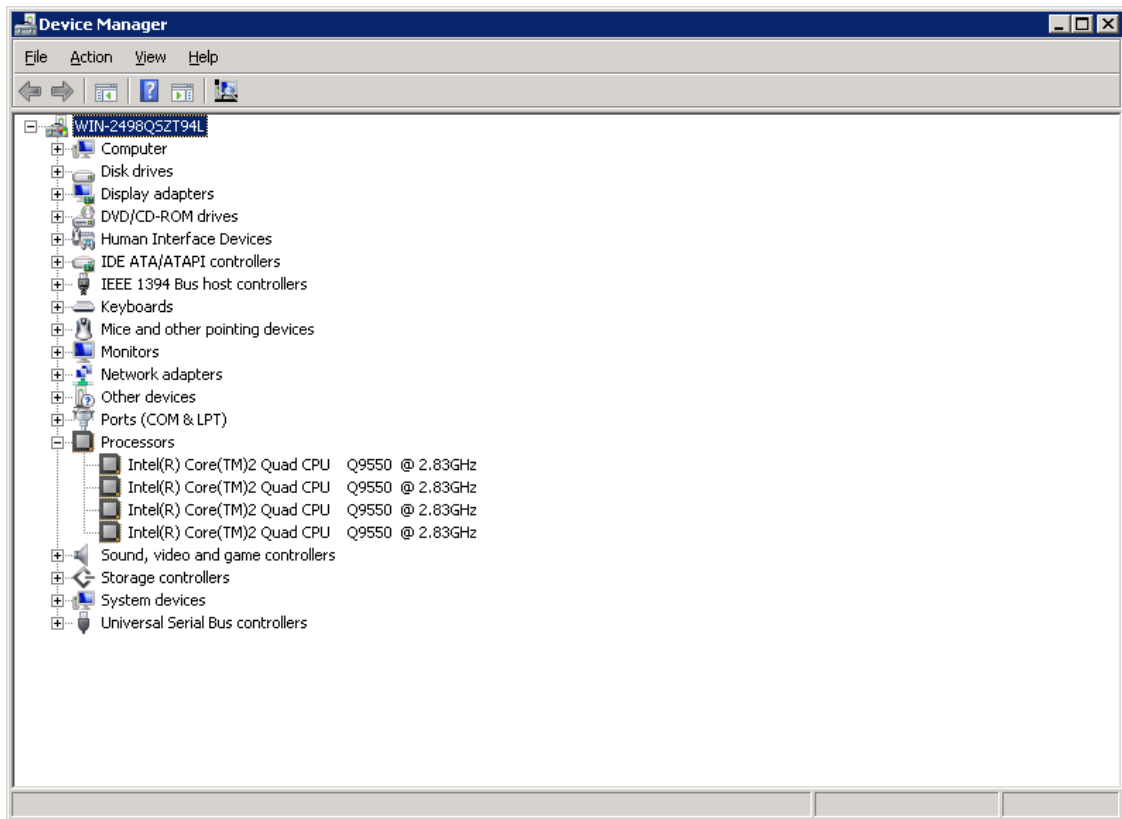 Device Manager
File Action View Help
WIN-2498QSZT94L
Computer
Disk drives
Display adapters
DVD/CD-ROM drives
Human Interface Devices
IDE ATA/ATAPI controllers
IEEE 1394 Bus host controllers
Keyboards
Mice and other pointing devices
Monitors
Network adapters
Other devices
Ports (COM & LPT)
Processors
Intel(R) Core(TM)2 Quad CPU Q9550 @ 2.83GHz
Intel(R) Core(TM)2 Quad CPU Q9550 @ 2.83GHz
Intel(R) Core(TM)2 Quad CPU Q9550 @ 2.83GHz
Intel(R) Core(TM)2 Quad CPU Q9550 @ 2.83GHz
Sound, video and game controllers
Storage controllers
System devices
Universal Serial Bus controllers